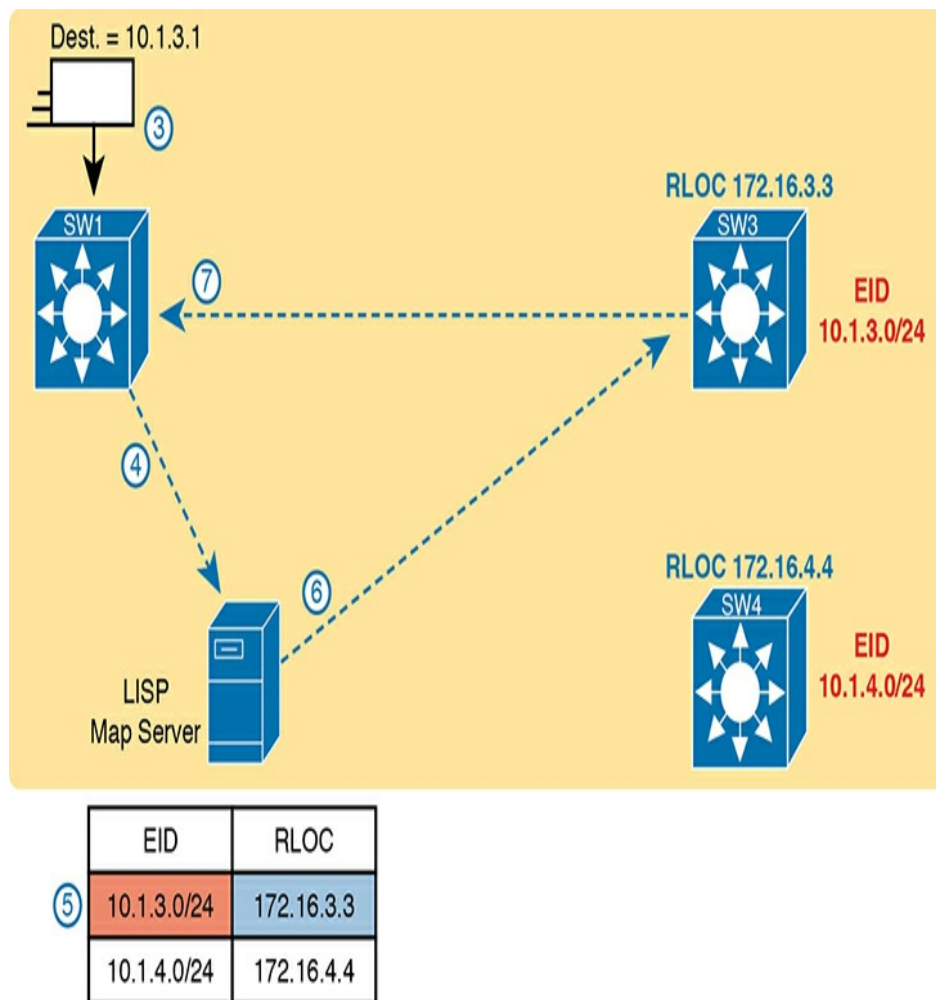 Dest. = 10.1.3.1
3
RLOC 172.16.3.3
SW1
SW3
7
EID
10.1.3.0/24
4
6
RLOC 172.16.4.4
SW4
EID
10.1.4.0/24
LISP
Map Server
EID RLOC
5 10.1.3.0/24 172.16.3.3
10.1.4.0/24 172.16.4.4